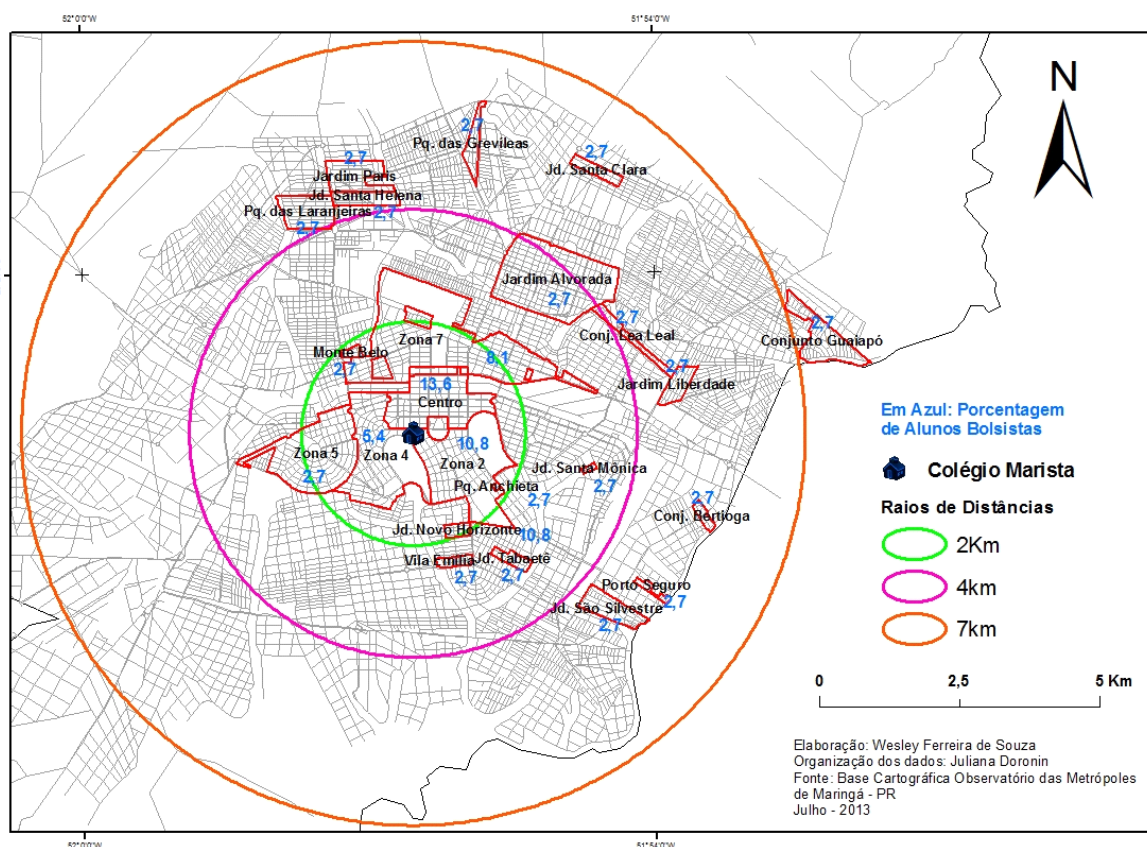 52°0'0"W
51°54'0"W
N
2,7
Pq. das Grevileas
2,7
Jd. Santa Clara
2,7
Jardim Paris
Jd. Santa Helena
2,7
Pq. das Laranjeiras
2,7
Jardim Alvorada
2,7
2,7
Conj. Lea Leal
2,7
Conjunto Guaiapó
Zona 7
8,1
Monte Belo
2,7
2,7
Jardim Liberdade
13,6
Centro
5,4
Zona 4
10,8
Zona 2
Zona 5
2,7
Jd. Santa Mônica
2,7
Pq. Anchieta
2,7
2,7
Conj. Bertioga
Jd. Novo Horizonte
10,8
Vila Emilia
2,7
Jd. Tabaetê
2,7
Porto Seguro
2,7
Jd. São Silvestre
2,7
Em Azul: Porcentagem
de Alunos Bolsistas
Colégio Marista
Raios de Distâncias
2Km
4km
7km
0 2,5 5 Km
Elaboração: Wesley Ferreira de Souza
Organização dos dados: Juliana Doronin
Fonte: Base Cartográfica Observatório das Metrópoles
de Maringá - PR
Julho - 2013
52°0'0"W
51°54'0"W